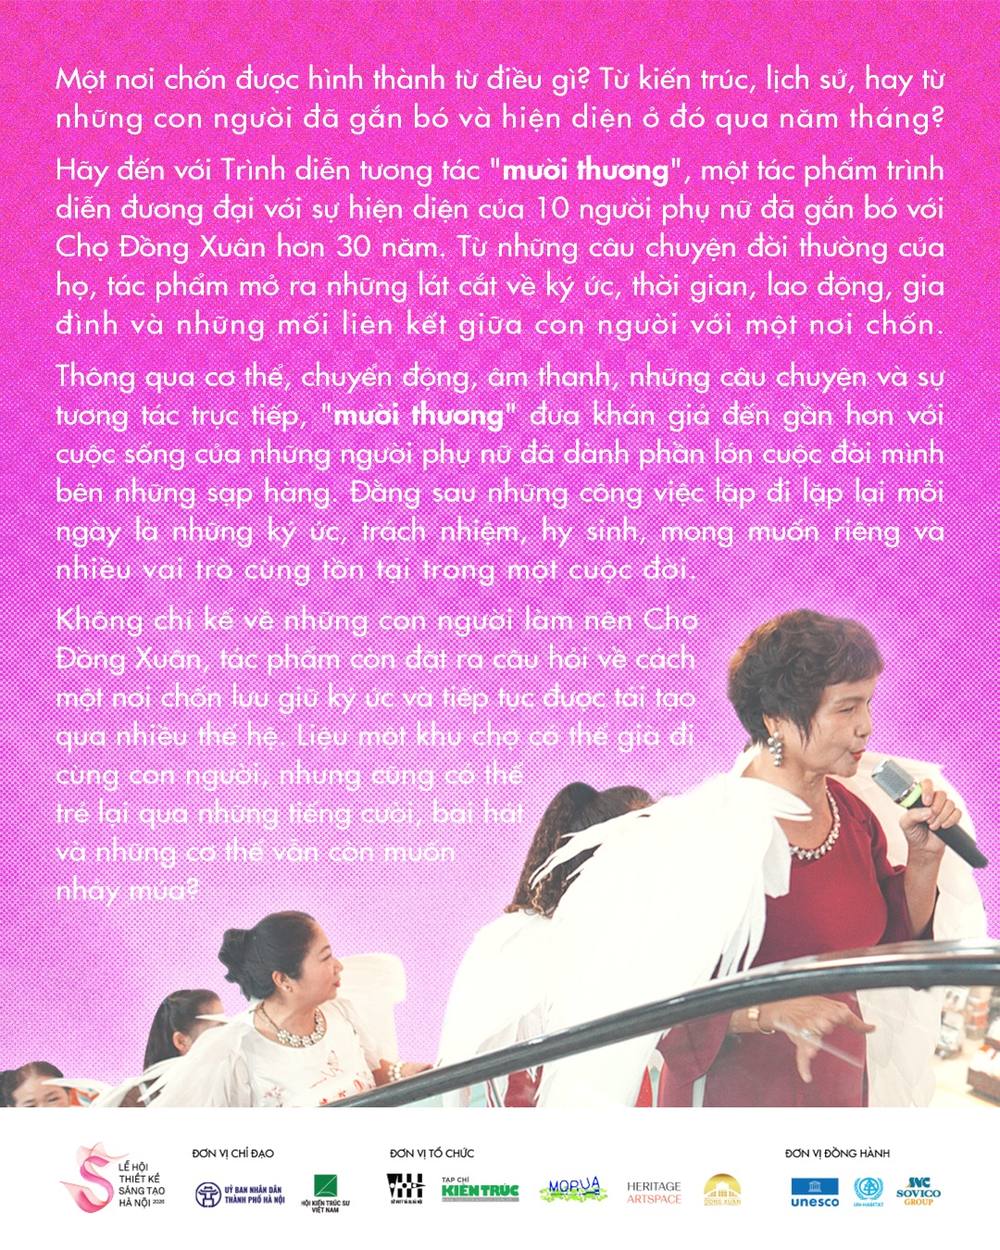 Một nơi chốn được hình thành từ điều gì? Từ kiến trúc, lịch sử, hay từ
những con người đã gắn bó và hiện diện ở đó qua năm tháng?
Hãy đến với Trình diễn tương tác "mười thương", một tác phẩm trình
diễn đương đại với sự hiện diện của 10 người phụ nữ đã gắn bó với
Chợ Đồng Xuân hơn 30 năm. Từ những câu chuyện đời thường của
họ, tác phẩm mở ra những lát cắt về ký ức, thời gian, lao động, gia
đình và những mối liên kết giữa con người với một nơi chốn.
Thông qua cơ thể, chuyển động, âm thanh, những câu chuyện và sự
tương tác trực tiếp, "mười thương" đưa khán giả đến gần hơn với
cuộc sống của những người phụ nữ đã dành phần lớn cuộc đời mình
bên những sạp hàng. Đằng sau những công việc lặp đi lặp lại mỗi
ngày là những ký ức, trách nhiệm, hy sinh, mong muốn riêng và
nhiều vai trò cùng tồn tại trong một cuộc đời.
Không chỉ kể về những con người làm nên Chợ
Đồng Xuân, tác phẩm còn đặt ra câu hỏi về cách
một nơi chốn lưu giữ ký ức và tiếp tục được tái tạo
qua nhiều thế hệ. Liệu một khu chợ có thể già đi
cùng con người, nhưng cũng có thể
trẻ lại qua những tiếng cười, bài hát
và những cơ thể vẫn còn muốn
nhảy múa?
LỄ HỘI
THIẾT KẾ
SÁNG TẠO
HÀ NỘI 2026
ĐƠN VỊ CHỈ ĐẠO
ỦY BAN NHÂN DÂN
THÀNH PHỐ HÀ NỘI
HỘI KIẾN TRÚC SƯ
VIỆT NAM
ĐƠN VỊ TỔ CHỨC
TẠP CHÍ
KIẾN TRÚC
MORUA
HERITAGE
ARTSPACE
ĐỒNG XUÂN
ĐƠN VỊ ĐỒNG HÀNH
unesco
UN-HABITAT
SVC
SOVICO
GROUP